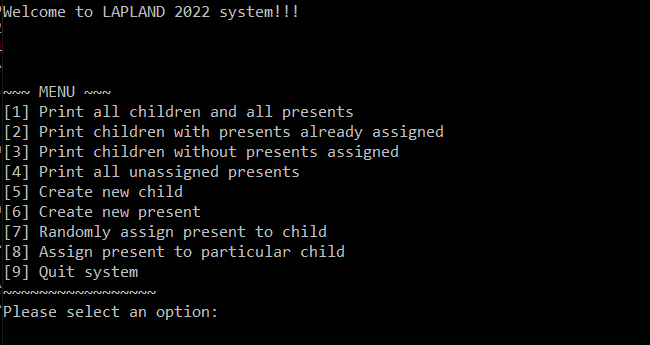 Welcome to LAPLAND 2022 system!!!
~~~ MENU ~~~
[1] Print all children and all presents
[2] Print children with presents already assigned
[3] Print children without presents assigned
[4] Print all unassigned presents
[5] Create new child
[6] Create new present
[7] Randomly assign present to child
[8] Assign present to particular child
[9] Quit system
~~~~~~~~~~~~~~~~~
Please select an option: